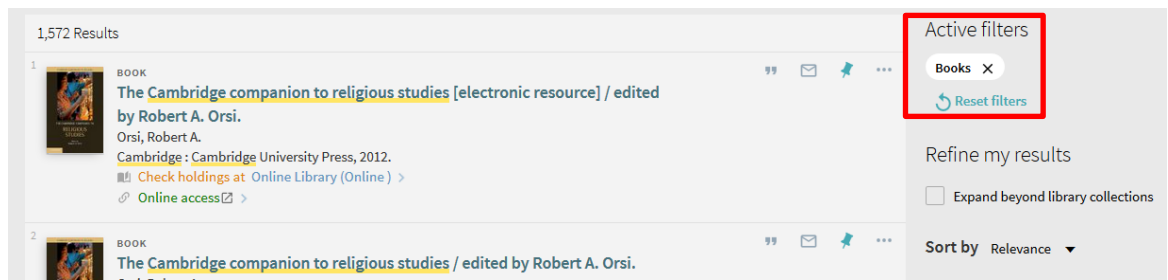 1,572 Results
1
BOOK
The Cambridge companion to religious studies [electronic resource] / edited
by Robert A. Orsi.
Orsi, Robert A.
Cambridge : Cambridge University Press, 2012.
Check holdings at Online Library (Online ) >
Online access >
2
BOOK
The Cambridge companion to religious studies / edited by Robert A. Orsi.
Active filters
Books X
Reset filters
Refine my results
Expand beyond library collections
Sort by Relevance